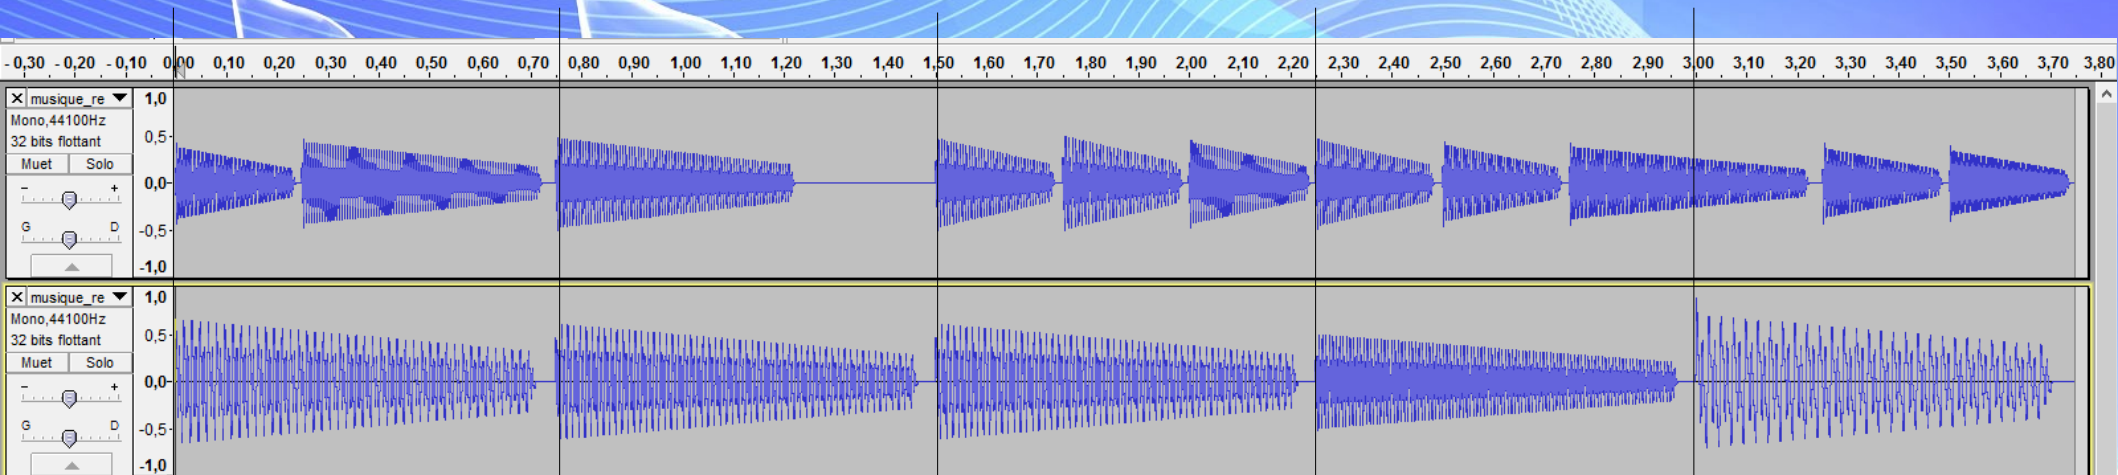 - 0,30 - 0,20 - 0,10 0,00 0,10 0,20 0,30 0,40 0,50 0,60 0,70 0,80 0,90 1,00 1,10 1,20 1,30 1,40 1,50 1,60 1,70 1,80 1,90 2,00 2,10 2,20 2,30 2,40 2,50 2,60 2,70 2,80 2,90 3,00 3,10 3,20 3,30 3,40 3,50 3,60 3,70 3,80
musique_re 1,0
Mono,44100Hz
32 bits flottant 0,5
Muet Solo
- + 0,0
G D -0,5
-1,0
musique_re 1,0
Mono,44100Hz
32 bits flottant 0,5
Muet Solo
- + 0,0
G D -0,5
-1,0